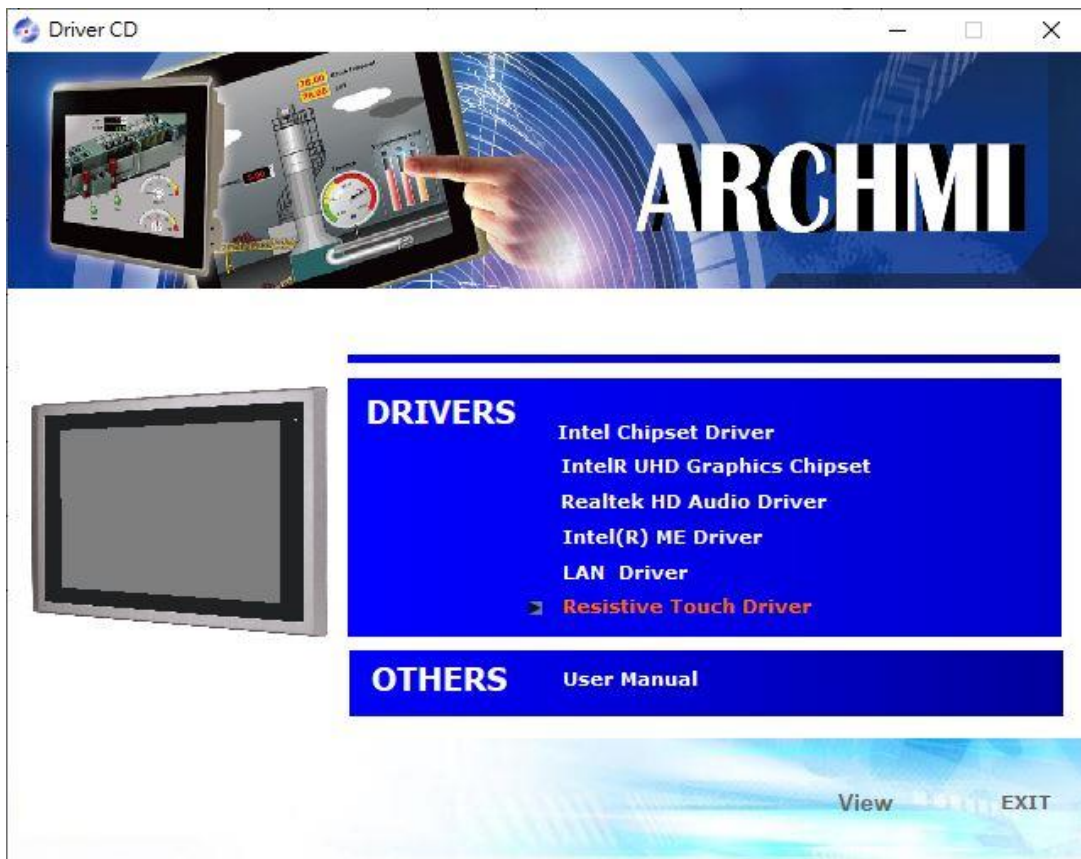 Driver CD
ARCHMI
DRIVERS
Intel Chipset Driver
IntelR UHD Graphics Chipset
Realtek HD Audio Driver
Intel(R) ME Driver
LAN Driver
Resistive Touch Driver
OTHERS
User Manual
View
EXIT